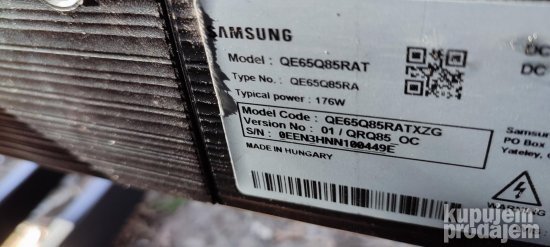 SAMSUNG
Model : QE65Q85RAT
Type No. : QE65Q85RA
Typical power : 176W
Model Code : QE65Q85RATXZG
Version No : 01 / QRQ85_OC
S/N : 0EEN3HNN100449E
MADE IN HUNGARY
DC
DC
Samsu
PO Box
Yateley,
WARNING
kupujem
prodajem